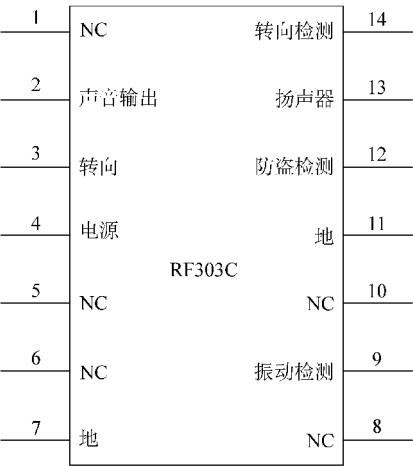 1 NC 转向检测 14
2 声音输出 扬声器 13
3 转向 防盗检测 12
4 电源 地 11
RF303C
5 NC NC 10
6 NC 振动检测 9
7 地 NC 8